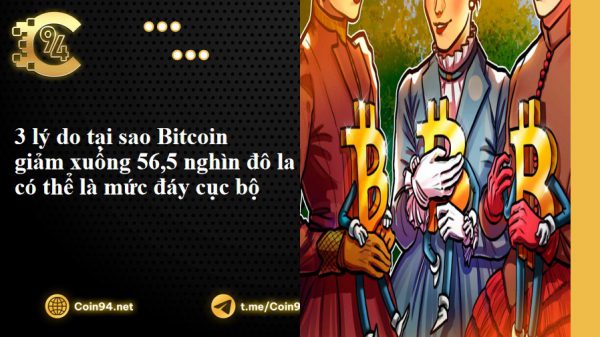 94
3 lý do tại sao Bitcoin
giảm xuống 56,5 nghìn đô la
có thể là mức đáy cục bộ
Coin94.net
t.me/Coin9